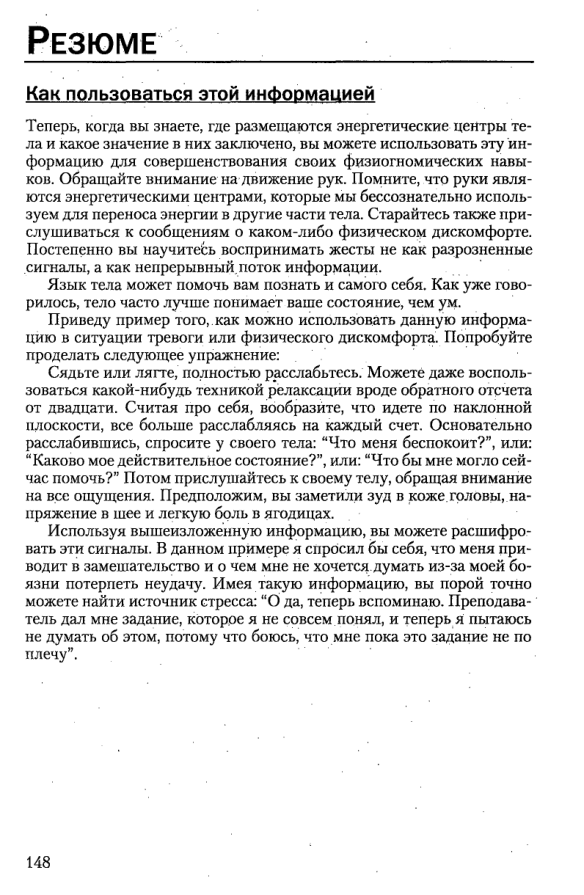 РЕЗЮМЕ
Как пользоваться этой информацией
Теперь, когда вы знаете, где размещаются энергетические центры те-
ла и какое значение в них заключено, вы можете использовать эту ин-
формацию для совершенствования своих физиогномических навы-
ков. Обращайте внимание на движение рук. Помните, что руки явля-
ются энергетическими центрами, которые мы бессознательно исполь-
зуем для переноса энергии в другие части тела. Старайтесь также при-
слушиваться к сообщениям о каком-либо физическом дискомфорте.
Постепенно вы научитесь воспринимать жесты не как разрозненные
сигналы, а как непрерывный поток информации.
Язык тела может помочь вам познать и самого себя. Как уже гово-
рилось, тело часто лучше понимает ваше состояние, чем ум.
Приведу пример того, как можно использовать данную информа-
цию в ситуации тревоги или физического дискомфорта. Попробуйте
проделать следующее упражнение:
Сядьте или лягте, полностью расслабьтесь. Можете даже восполь-
зоваться какой-нибудь техникой релаксации вроде обратного отсчета
от двадцати. Считая про себя, вообразите, что идете по наклонной
плоскости, все больше расслабляясь на каждый счет. Основательно
расслабившись, спросите у своего тела: “Что меня беспокоит?”, или:
“Каково мое действительное состояние?”, или: “Что бы мне могло сей-
час помочь?” Потом прислушайтесь к своему телу, обращая внимание
на все ощущения. Предположим, вы заметили зуд в коже головы, на-
пряжение в шее и легкую боль в ягодицах.
Используя вышеизложенную информацию, вы можете расшифро-
вать эти сигналы. В данном примере я спросил бы себя, что меня при-
водит в замешательство и о чем мне не хочется думать из-за моей бо-
язни потерпеть неудачу. Имея такую информацию, вы порой точно
можете найти источник стресса: “О да, теперь вспоминаю. Преподава-
тель дал мне задание, которое я не совсем понял, и теперь я пытаюсь
не думать об этом, потому что боюсь, что мне пока это задание не по
плечу”.
148